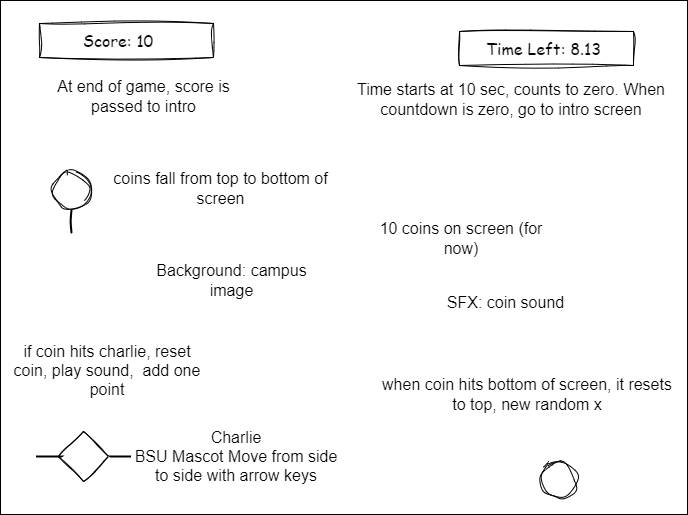 Score: 10
Time Left: 8.13
At end of game, score is
passed to intro
Time starts at 10 sec, counts to zero. When
countdown is zero, go to intro screen
coins fall from top to bottom of
screen
10 coins on screen (for
now)
Background: campus
image
SFX: coin sound
if coin hits charlie, reset
coin, play sound,  add one
point
when coin hits bottom of screen, it resets
to top, new random x
Charlie
BSU Mascot Move from side
to side with arrow keys